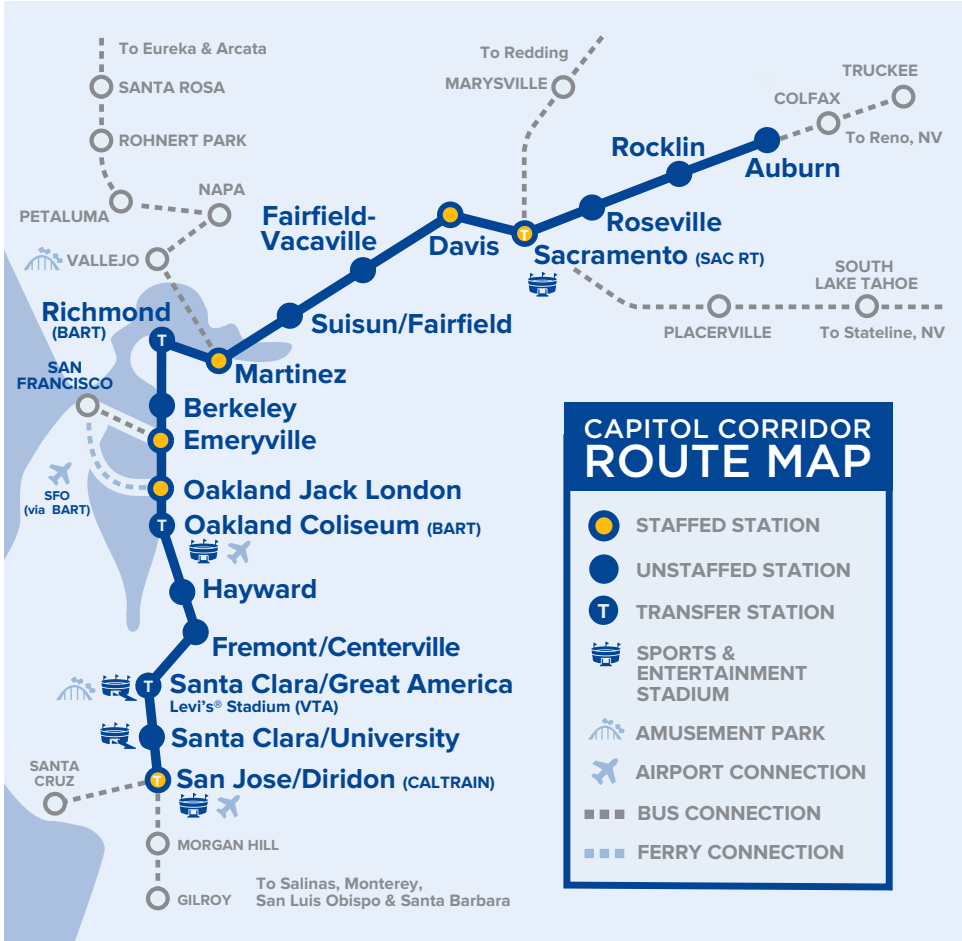 To Eureka & Arcata
SANTA ROSA
ROHNERT PARK
PETALUMA
NAPA
VALLEJO
To Redding
MARYSVILLE
TRUCKEE
COLFAX
To Reno, NV
Rocklin
Auburn
Roseville
Fairfield-
Vacaville
Davis
T
Sacramento (SAC RT)
SOUTH
LAKE TAHOE
PLACERVILLE
To Stateline, NV
Richmond
(BART)
T
Suisun/Fairfield
Martinez
SAN
FRANCISCO
Berkeley
Emeryville
SFO
(via BART)
Oakland Jack London
T
Oakland Coliseum (BART)
Hayward
Fremont/Centerville
T
Santa Clara/Great America
Levi's® Stadium (VTA)
Santa Clara/University
SANTA
CRUZ
T
San Jose/Diridon (CALTRAIN)
MORGAN HILL
GILROY
To Salinas, Monterey,
San Luis Obispo & Santa Barbara
CAPITOL CORRIDOR
ROUTE MAP
STAFFED STATION
UNSTAFFED STATION
T TRANSFER STATION
SPORTS &
ENTERTAINMENT
STADIUM
AMUSEMENT PARK
AIRPORT CONNECTION
BUS CONNECTION
FERRY CONNECTION